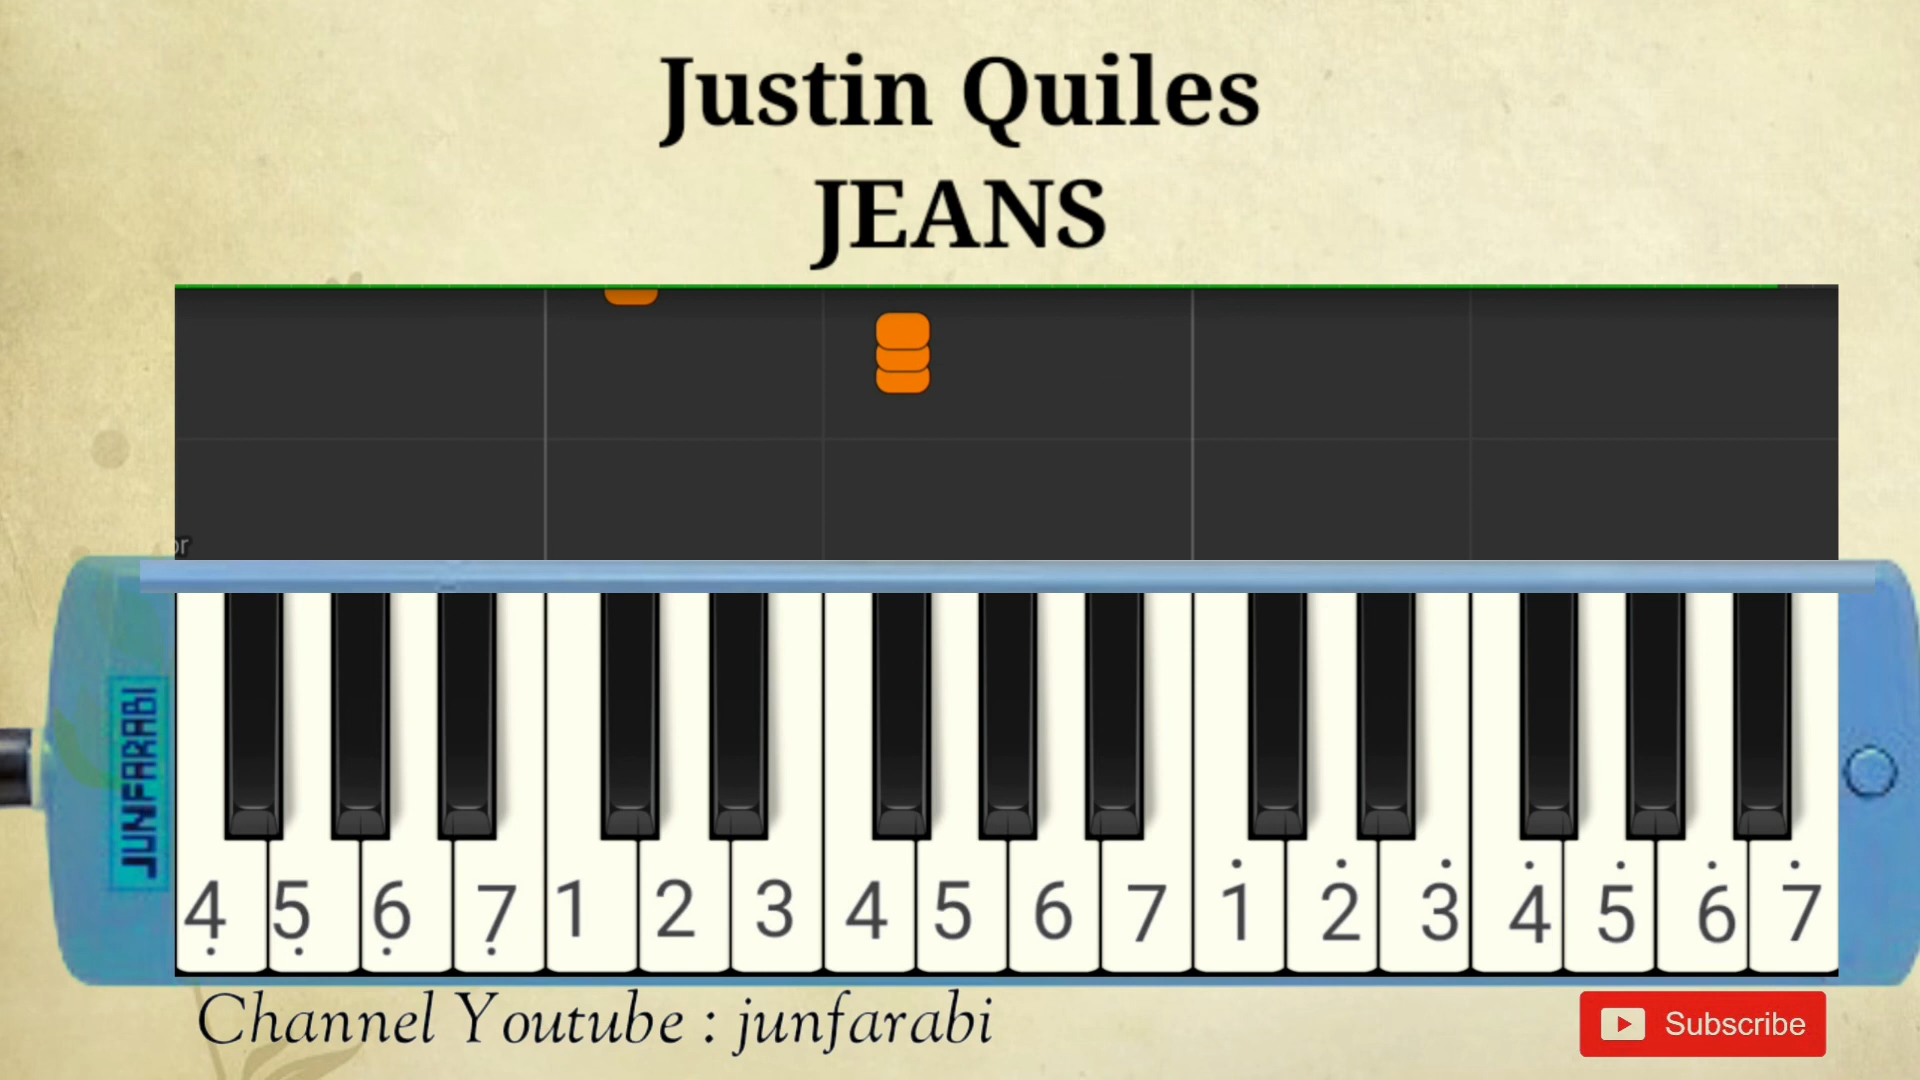 Justin Quiles
JEANS
or
JUNFARABI
4̣ 5̣ 6̣ 7̣ 1 2 3 4 5 6 7 1̇ 2̇ 3̇ 4̇ 5̇ 6̇ 7̇
Channel Youtube : junfarabi
Subscribe